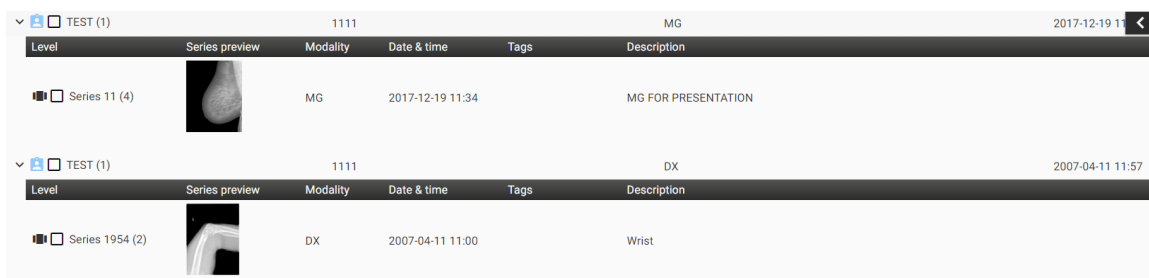 TEST (1) 1111 MG 2017-12-19 11
Level Series preview Modality Date & time Tags Description
Series 11 (4) MG 2017-12-19 11:34 MG FOR PRESENTATION
TEST (1) 1111 DX 2007-04-11 11:57
Level Series preview Modality Date & time Tags Description
Series 1954 (2) DX 2007-04-11 11:00 Wrist